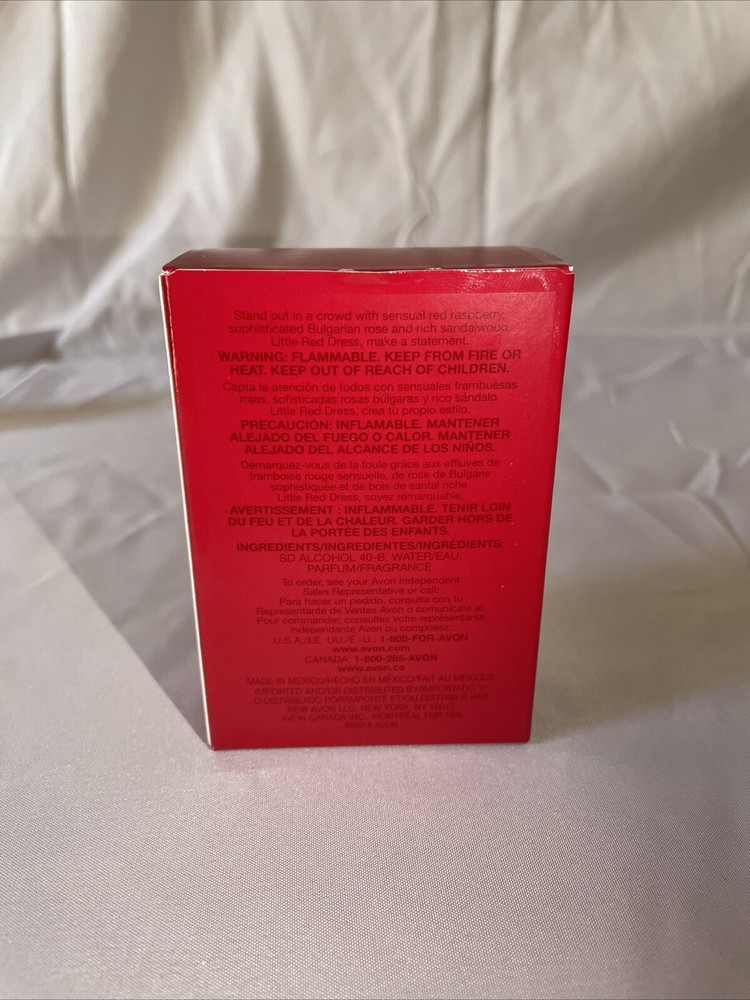 Stand out in a crowd with sensual red raspberry,
sophisticated Bulgarian rose and rich sandalwood.
Little Red Dress, make a statement.
WARNING: FLAMMABLE. KEEP FROM FIRE OR
HEAT. KEEP OUT OF REACH OF CHILDREN.
Capta la atención de todos con sensuales frambuesas
rojas, sofisticadas rosas búlgaras y rico sándalo.
Little Red Dress, crea tu propio estilo.
PRECAUCIÓN: INFLAMABLE. MANTENER
ALEJADO DEL FUEGO O CALOR. MANTENER
ALEJADO DEL ALCANCE DE LOS NIÑOS.
Démarquez-vous de la foule grâce aux effluves de
framboise rouge sensuelle, de rose de Bulgarie
sophistiquée et de bois de santal riche.
Little Red Dress, soyez remarquable.
AVERTISSEMENT : INFLAMMABLE. TENIR LOIN
DU FEU ET DE LA CHALEUR. GARDER HORS DE
LA PORTÉE DES ENFANTS.
INGREDIENTS/INGREDIENTES/INGRÉDIENTS:
SD ALCOHOL 40-B, WATER/EAU,
PARFUM/FRAGRANCE.
To order, see your Avon Independent
Sales Representative or call:
Para hacer un pedido, consulta con tu
Representante de Ventas Avon o comunícate al:
Pour commander, consultez votre représentante
indépendante Avon ou composez:
U.S.A./EE. UU./É.-U.: 1-800-FOR-AVON
www.avon.com
CANADA: 1-800-265-AVON
www.avon.ca
MADE IN MEXICO/HECHO EN MÉXICO/FAIT AU MEXIQUE
IMPORTED AND/OR DISTRIBUTED BY/IMPORTADO Y/
O DISTRIBUIDO POR/IMPORTÉ ET/OU DISTRIBUÉ PAR
NEW AVON LLC, NEW YORK, NY 10017
AVON CANADA INC., MONTRÉAL
AVON